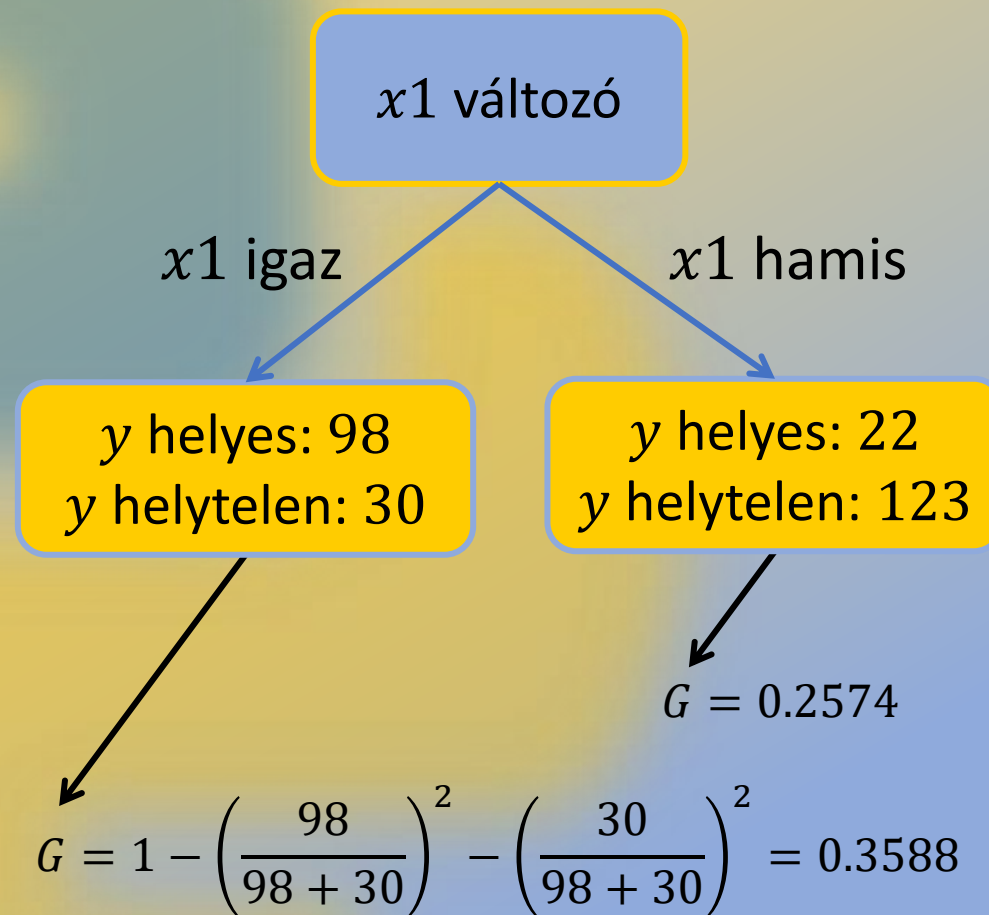 x1 változó
x1 igaz
x1 hamis
y helyes: 98
y helytelen: 30
y helyes: 22
y helytelen: 123
G = 0.2574
G = 1 − (98 / (98 + 30))² − (30 / (98 + 30))² = 0.3588